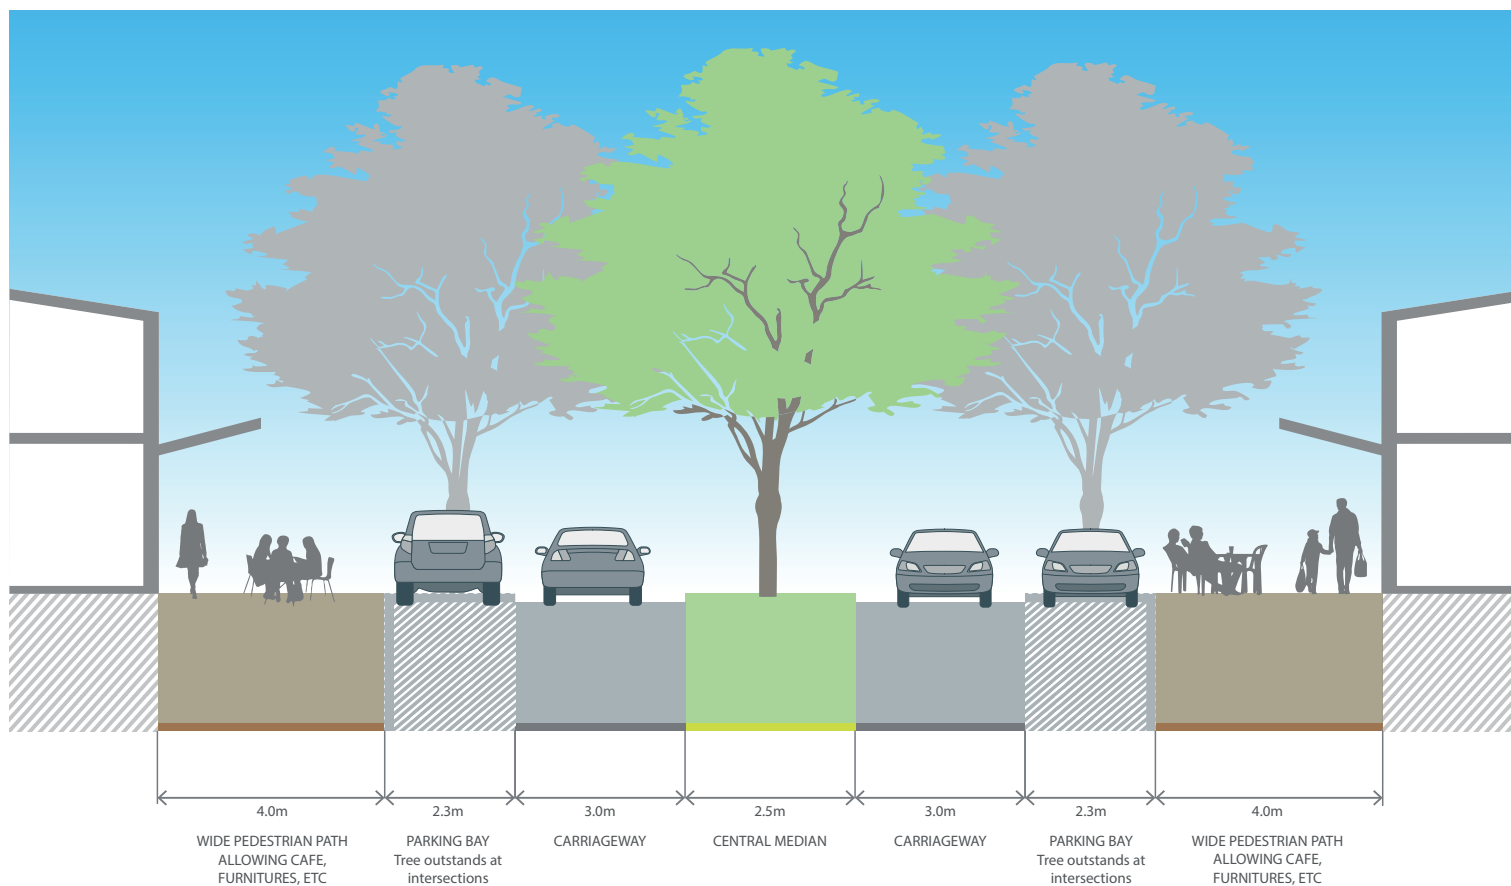 4.0m
2.3m
3.0m
2.5m
3.0m
2.3m
4.0m
WIDE PEDESTRIAN PATH
ALLOWING CAFE,
FURNITURES, ETC
PARKING BAY
Tree outstands at
intersections
CARRIAGEWAY
CENTRAL MEDIAN
CARRIAGEWAY
PARKING BAY
Tree outstands at
intersections
WIDE PEDESTRIAN PATH
ALLOWING CAFE,
FURNITURES, ETC